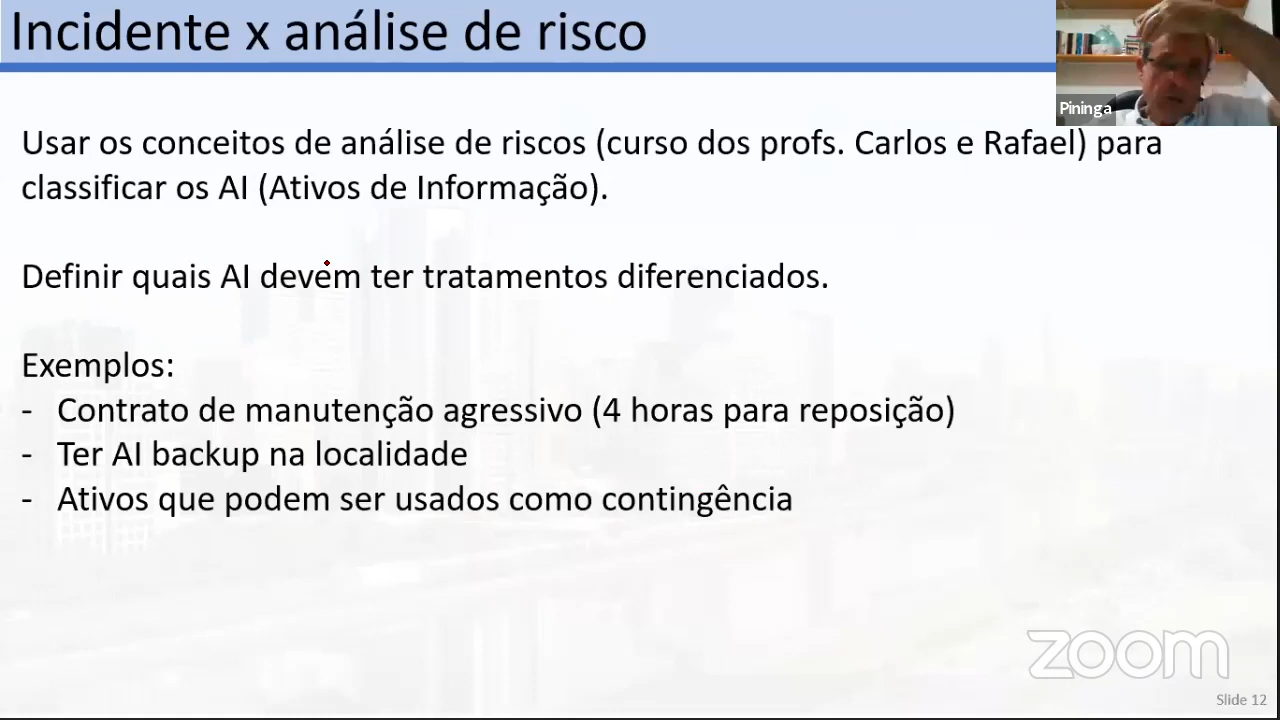 Incidente x análise de risco
Pininga
Usar os conceitos de análise de riscos (curso dos profs. Carlos e Rafael) para
classificar os AI (Ativos de Informação).
Definir quais AI devem ter tratamentos diferenciados.
Exemplos:
- Contrato de manutenção agressivo (4 horas para reposição)
- Ter AI backup na localidade
- Ativos que podem ser usados como contingência
zoom
Slide 12